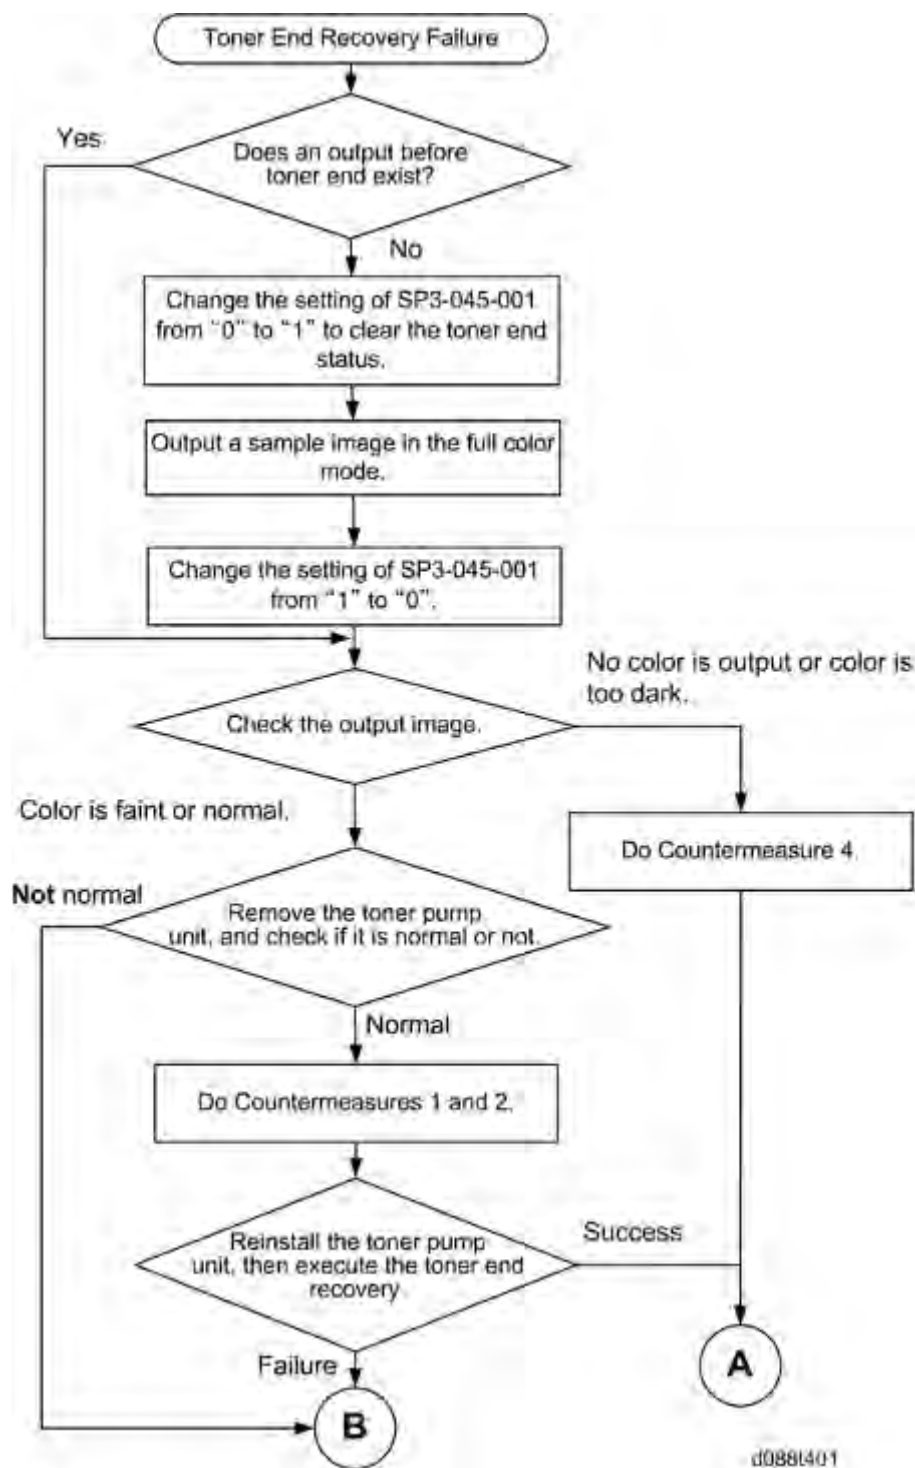 Toner End Recovery Failure
Yes
Does an output before
toner end exist?
No
Change the setting of SP3-045-001
from “0” to “1” to clear the toner end
status.
Output a sample image in the full color
mode.
Change the setting of SP3-045-001
from “1” to “0”.
No color is output or color is
too dark.
Check the output image.
Color is faint or normal.
Do Countermeasure 4.
Not normal
Remove the toner pump
unit, and check if it is normal or not.
Normal
Do Countermeasures 1 and 2.
Success
Reinstall the toner pump
unit, then execute the toner end
recovery.
Failure
A
B
d088t401